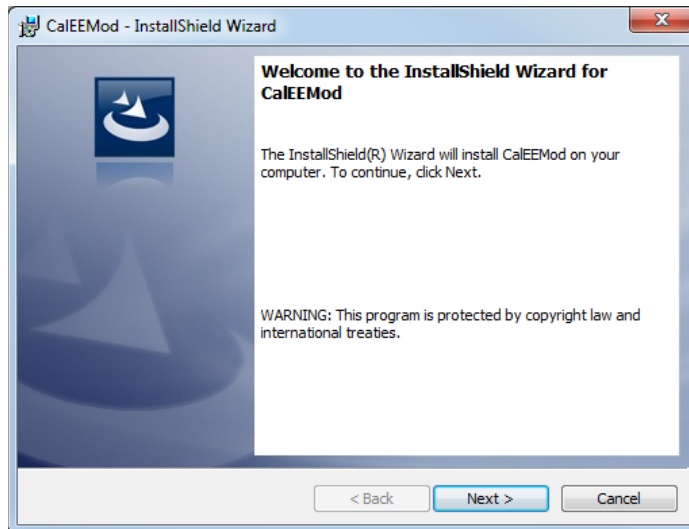 CalEEMod - InstallShield Wizard
Welcome to the InstallShield Wizard for
CalEEMod
The InstallShield(R) Wizard will install CalEEMod on your
computer. To continue, click Next.
WARNING: This program is protected by copyright law and
international treaties.
< Back
Next >
Cancel